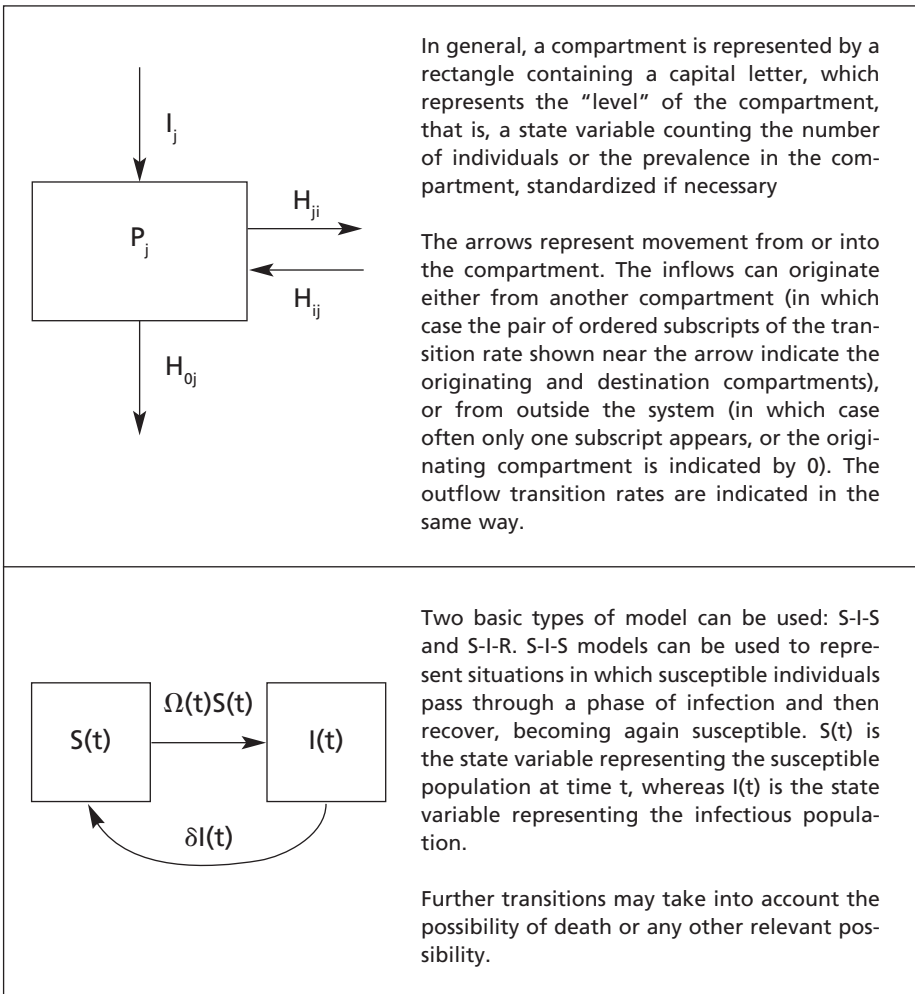 I_j
P_j
H_ji
H_ij
H_0j
In general, a compartment is represented by a
rectangle containing a capital letter, which
represents the “level” of the compartment,
that is, a state variable counting the number
of individuals or the prevalence in the com-
partment, standardized if necessary
The arrows represent movement from or into
the compartment. The inflows can originate
either from another compartment (in which
case the pair of ordered subscripts of the tran-
sition rate shown near the arrow indicate the
originating and destination compartments),
or from outside the system (in which case
often only one subscript appears, or the origi-
nating compartment is indicated by 0). The
outflow transition rates are indicated in the
same way.
Ω(t)S(t)
S(t)
I(t)
δI(t)
Two basic types of model can be used: S-I-S
and S-I-R. S-I-S models can be used to repre-
sent situations in which susceptible individuals
pass through a phase of infection and then
recover, becoming again susceptible. S(t) is
the state variable representing the susceptible
population at time t, whereas I(t) is the state
variable representing the infectious popula-
tion.
Further transitions may take into account the
possibility of death or any other relevant pos-
sibility.